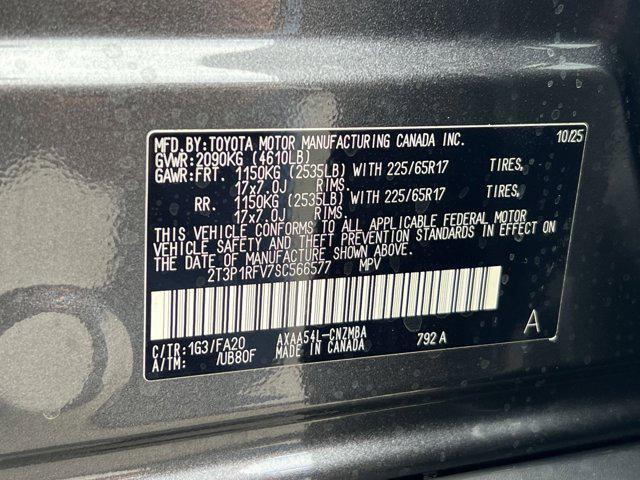 MFD.BY:TOYOTA MOTOR MANUFACTURING CANADA INC. 10/25
GVWR:2090KG (4610LB)
GAWR:FRT. 1150KG (2535LB) WITH 225/65R17 TIRES,
17x7.0J RIMS.
RR. 1150KG (2535LB) WITH 225/65R17 TIRES,
17x7.0J RIMS.
THIS VEHICLE CONFORMS TO ALL APPLICABLE FEDERAL MOTOR
VEHICLE SAFETY AND THEFT PREVENTION STANDARDS IN EFFECT ON
THE DATE OF MANUFACTURE SHOWN ABOVE.
2T3P1RFV7SC566577 MPV
C/TR:1G3/FA20 AXAA54L-CNZMBA 792A A
A/TM: /UB80F MADE IN CANADA